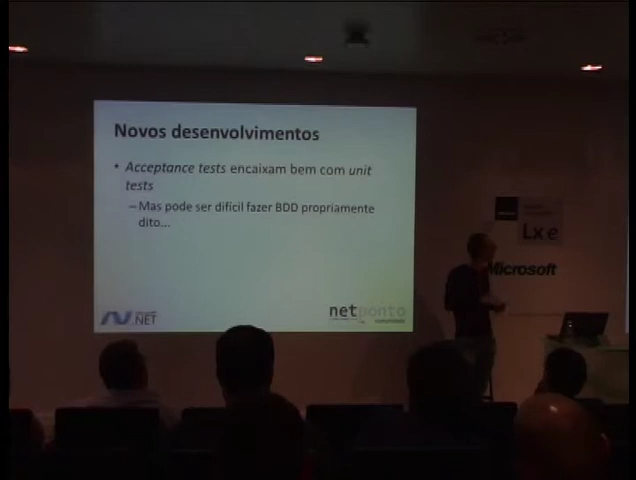 Novos desenvolvimentos
• Acceptance tests encaixam bem com unit
tests
–Mas pode ser difícil fazer BDD propriamente
dito...
.NET
netponto
Lxe
Microsoft